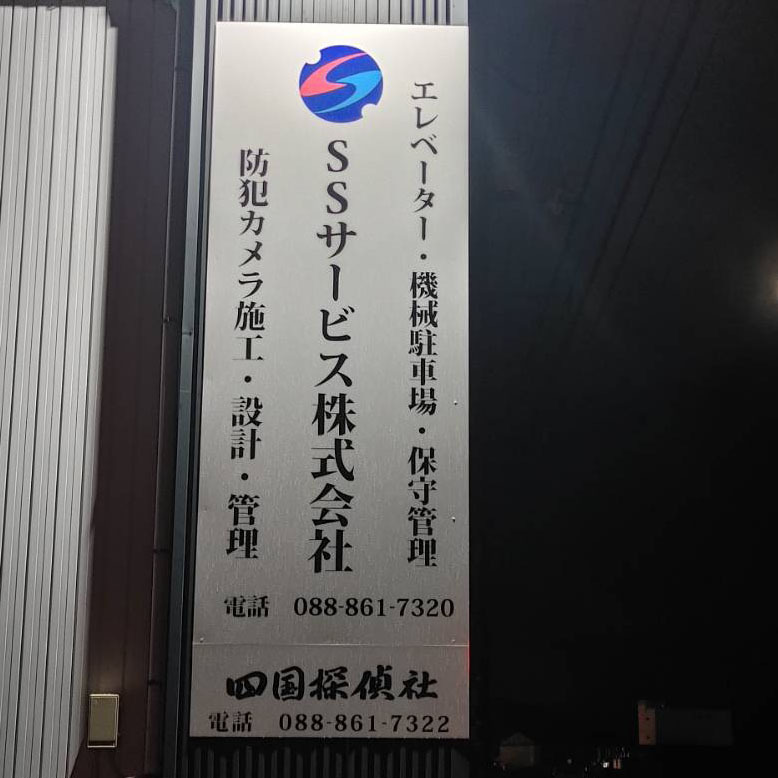 エレベーター・機械駐車場・保守管理
SSサービス株式会社
防犯カメラ施工・設計・管理
電話 088-861-7320
四国探偵社
電話 088-861-7322